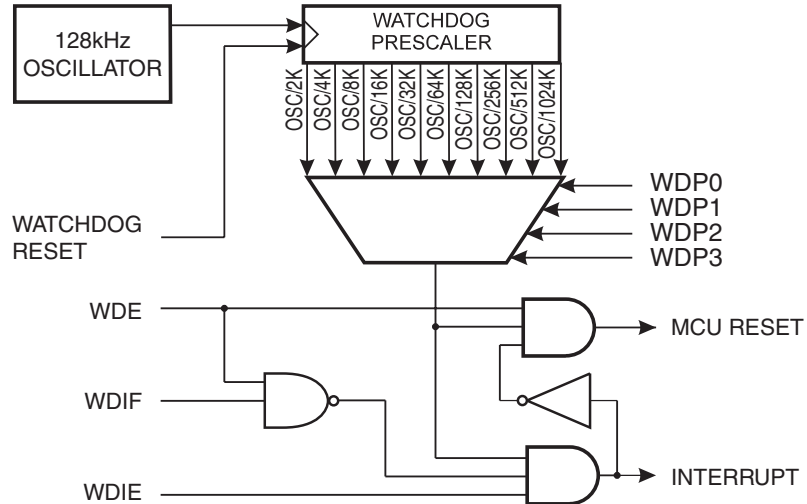 128kHz
OSCILLATOR
WATCHDOG
PRESCALER
OSC/2K
OSC/4K
OSC/8K
OSC/16K
OSC/32K
OSC/64K
OSC/128K
OSC/256K
OSC/512K
OSC/1024K
WATCHDOG
RESET
WDP0
WDP1
WDP2
WDP3
WDE
MCU RESET
WDIF
WDIE
INTERRUPT